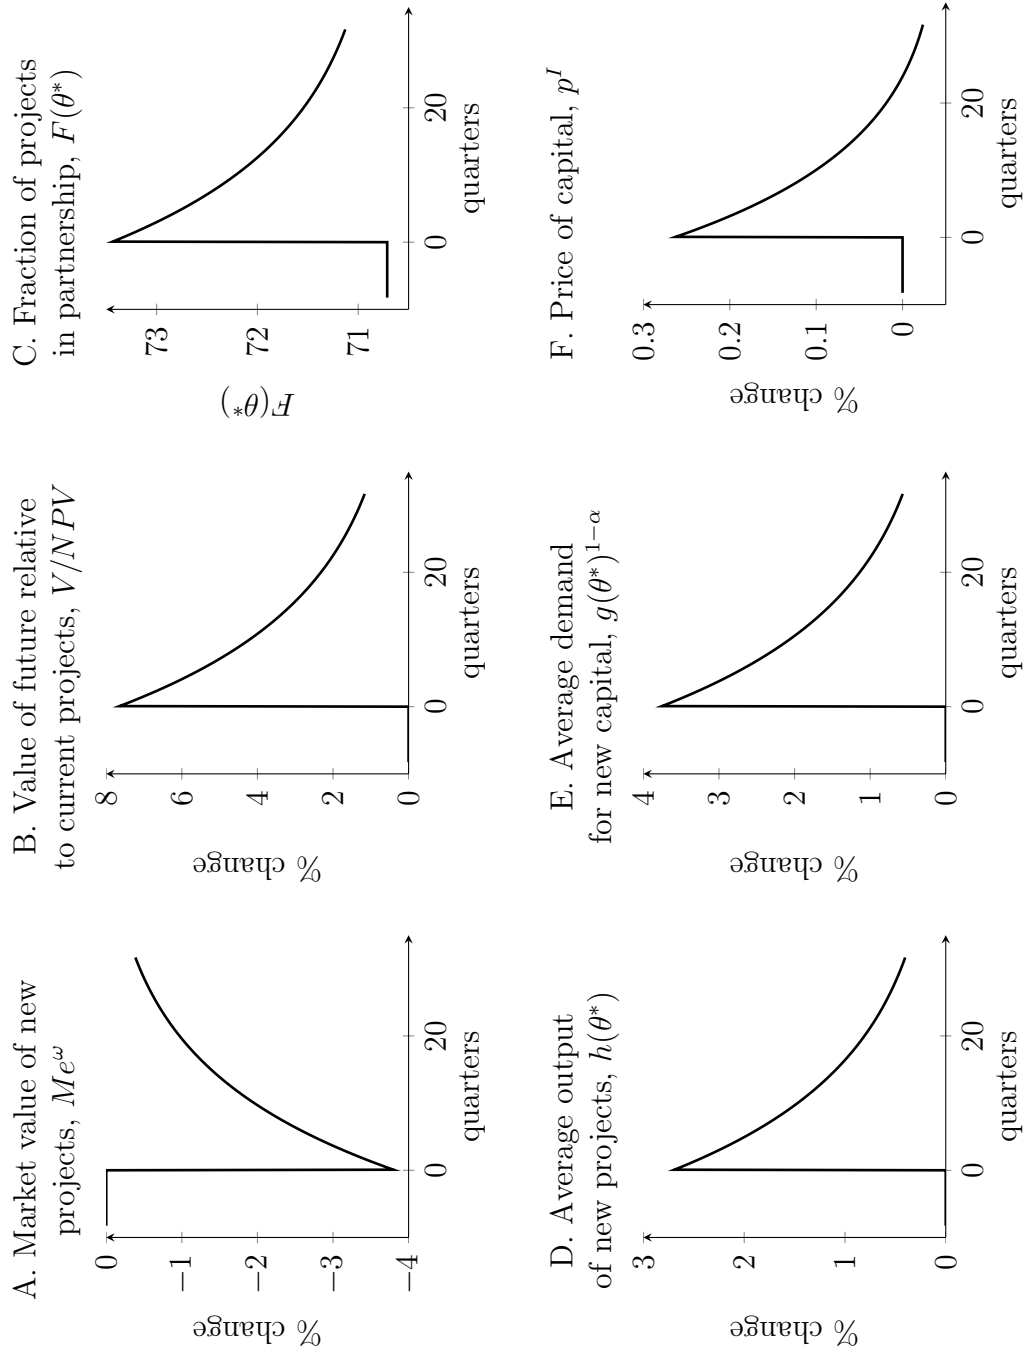 A. Market value of new
projects, Me^ω
% change
0
−1
−2
−3
−4
0
20
quarters
B. Value of future relative
to current projects, V/NPV
% change
8
6
4
2
0
0
20
quarters
C. Fraction of projects
in partnership, F(θ*)
F(θ*)
73
72
71
0
20
quarters
D. Average output
of new projects, h(θ*)
% change
3
2
1
0
0
20
quarters
E. Average demand
for new capital, g(θ*)^{1−α}
% change
4
3
2
1
0
0
20
quarters
F. Price of capital, p^I
% change
0.3
0.2
0.1
0
0
20
quarters